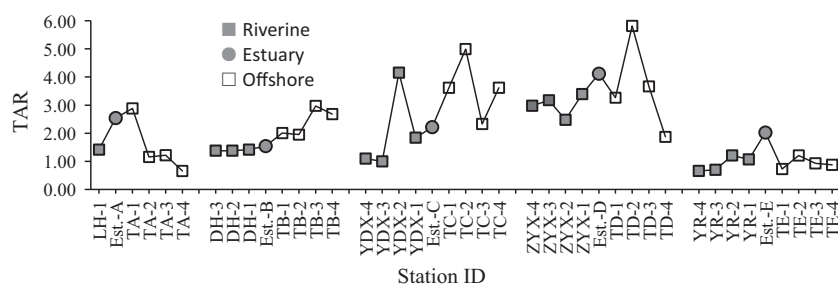 6.00
5.00
4.00
3.00
2.00
1.00
0.00
TAR
Riverine
Estuary
Offshore
LH-1
Est.-A
TA-1
TA-2
TA-3
TA-4
DH-3
DH-2
DH-1
Est.-B
TB-1
TB-2
TB-3
TB-4
YDX-4
YDX-3
YDX-2
YDX-1
Est.-C
TC-1
TC-2
TC-3
TC-4
ZYX-4
ZYX-3
ZYX-2
ZYX-1
Est.-D
TD-1
TD-2
TD-3
TD-4
YR-4
YR-3
YR-2
YR-1
Est.-E
TE-1
TE-2
TE-3
TE-4
Station ID